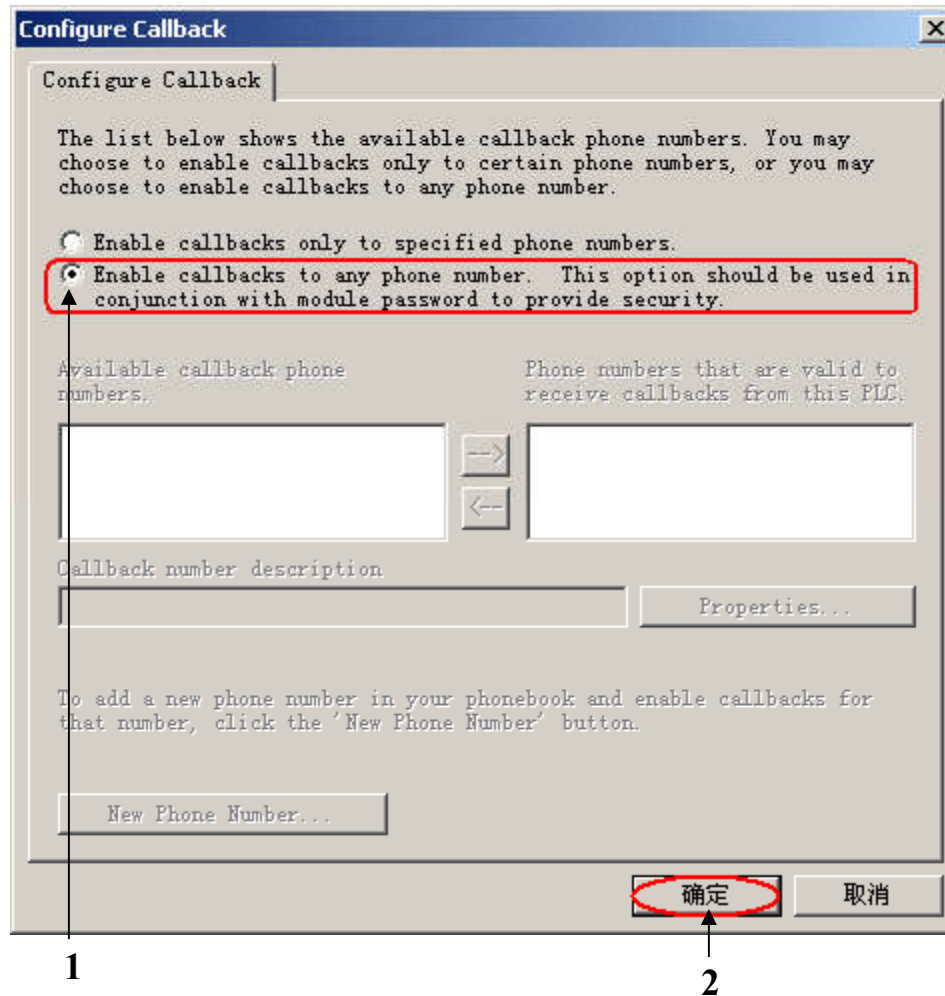 Configure Callback
Configure Callback
The list below shows the available callback phone numbers. You may
choose to enable callbacks only to certain phone numbers, or you may
choose to enable callbacks to any phone number.
Enable callbacks only to specified phone numbers.
Enable callbacks to any phone number. This option should be used in
conjunction with module password to provide security.
Available callback phone
numbers.
Phone numbers that are valid to
receive callbacks from this PLC.
-->
<--
Callback number description
Properties...
To add a new phone number in your phonebook and enable callbacks for
that number, click the 'New Phone Number' button.
New Phone Number...
确定
取消
1
2